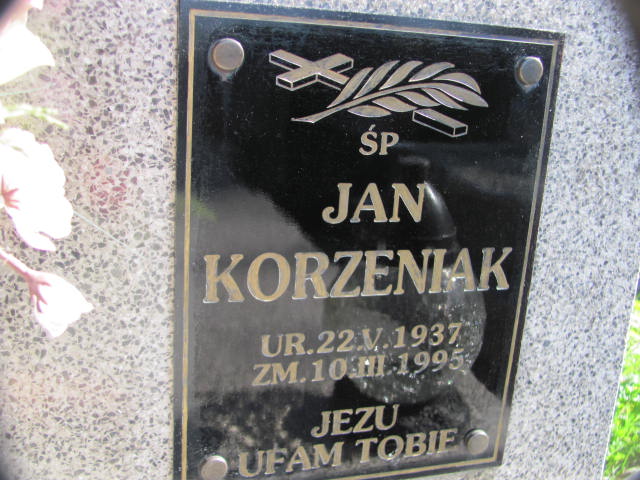 ŚP
JAN
KORZENIAK
UR.22.V.1937
ZM.10.III.1995
JEZU
UFAM TOBIE